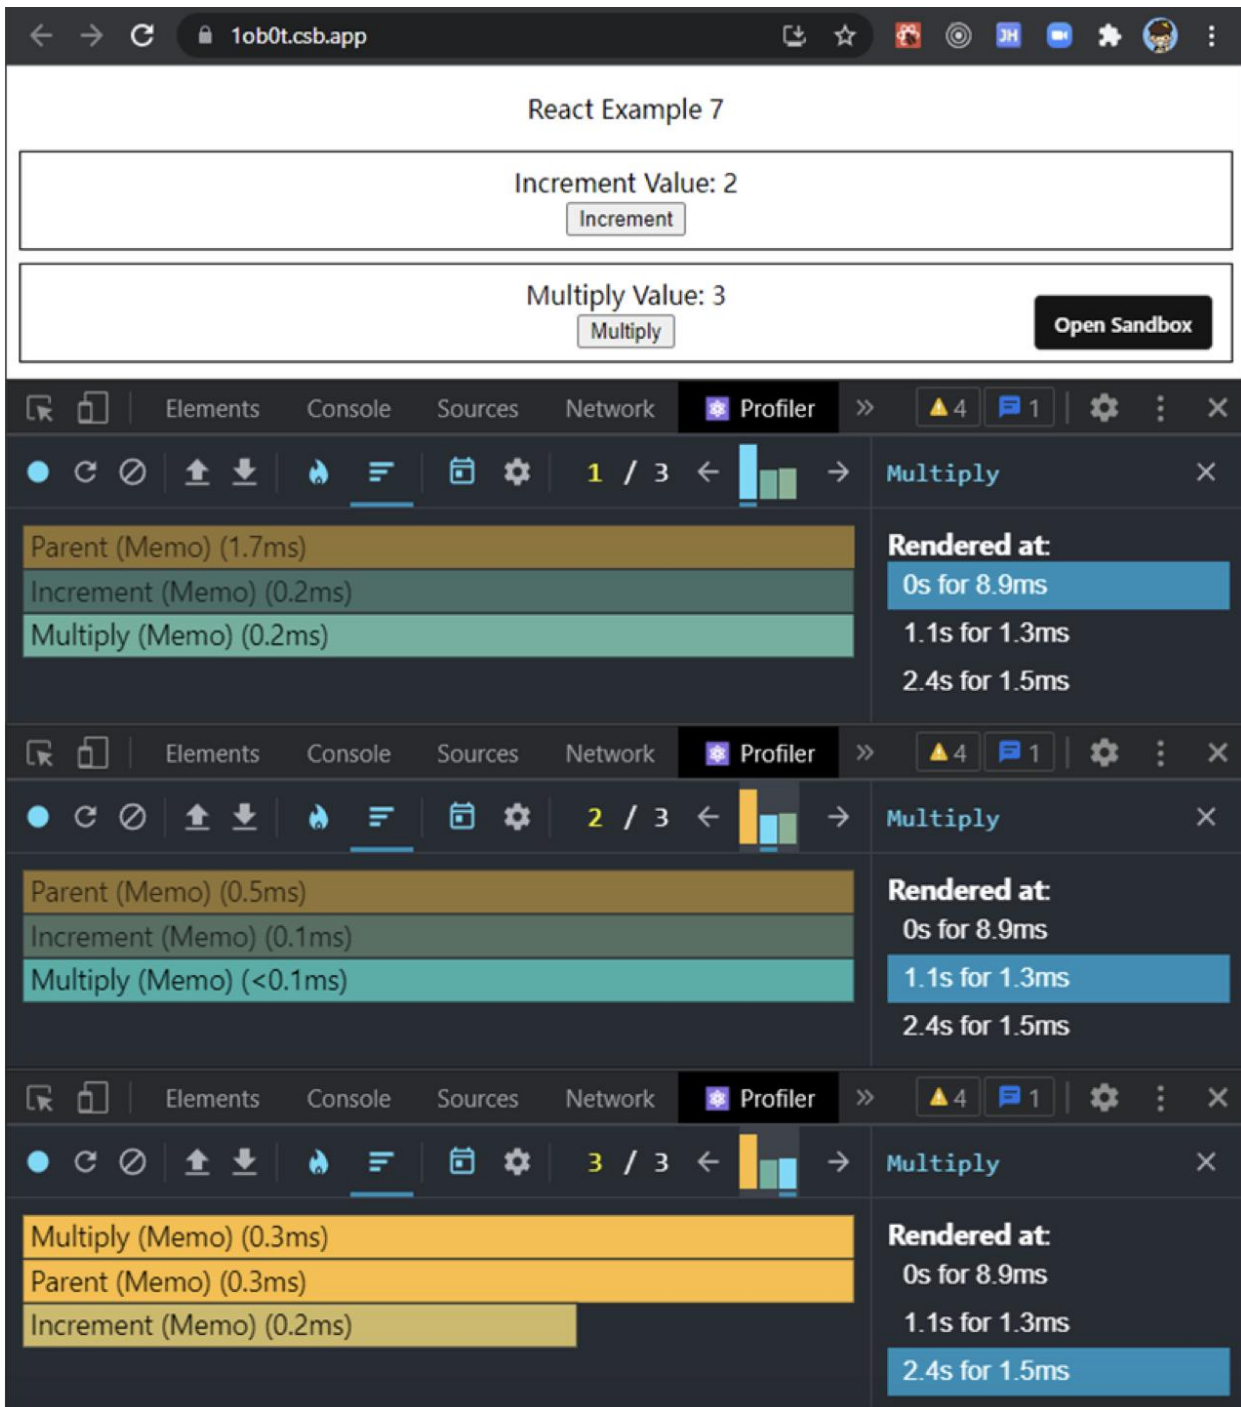 1ob0t.csb.app JH
React Example 7
Increment Value: 2
Increment
Multiply Value: 3
Multiply
Open Sandbox
Elements Console Sources Network Profiler » 4 1
1 / 3 Multiply
Parent (Memo) (1.7ms)
Increment (Memo) (0.2ms)
Multiply (Memo) (0.2ms)
Rendered at:
0s for 8.9ms
1.1s for 1.3ms
2.4s for 1.5ms
Elements Console Sources Network Profiler » 4 1
2 / 3 Multiply
Parent (Memo) (0.5ms)
Increment (Memo) (0.1ms)
Multiply (Memo) (<0.1ms)
Rendered at:
0s for 8.9ms
1.1s for 1.3ms
2.4s for 1.5ms
Elements Console Sources Network Profiler » 4 1
3 / 3 Multiply
Multiply (Memo) (0.3ms)
Parent (Memo) (0.3ms)
Increment (Memo) (0.2ms)
Rendered at:
0s for 8.9ms
1.1s for 1.3ms
2.4s for 1.5ms